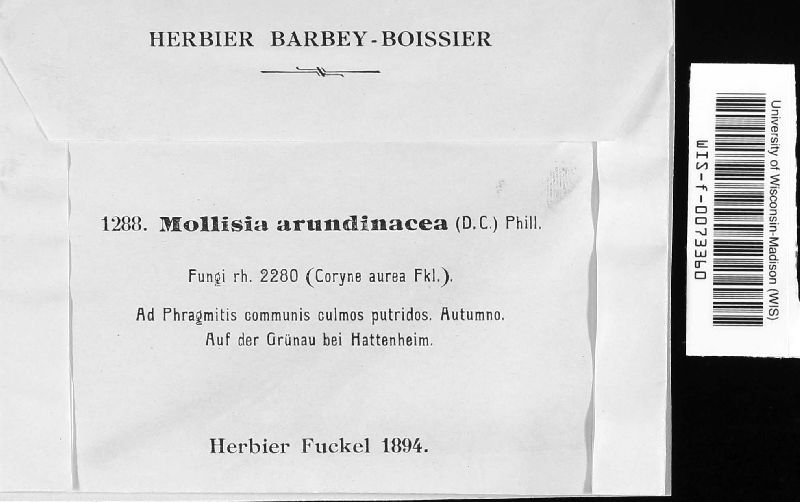 HERBIER BARBEY-BOISSIER
1288. Mollisia arundinacea (D.C.) Phill.
Fungi rh. 2280 (Coryne aurea Fkl.).
Ad Phragmitis communis culmos putridos. Autumno.
Auf der Grünau bei Hattenheim.
Herbier Fuckel 1894.
University of Wisconsin-Madison (WIS)
WIS-f-0073360